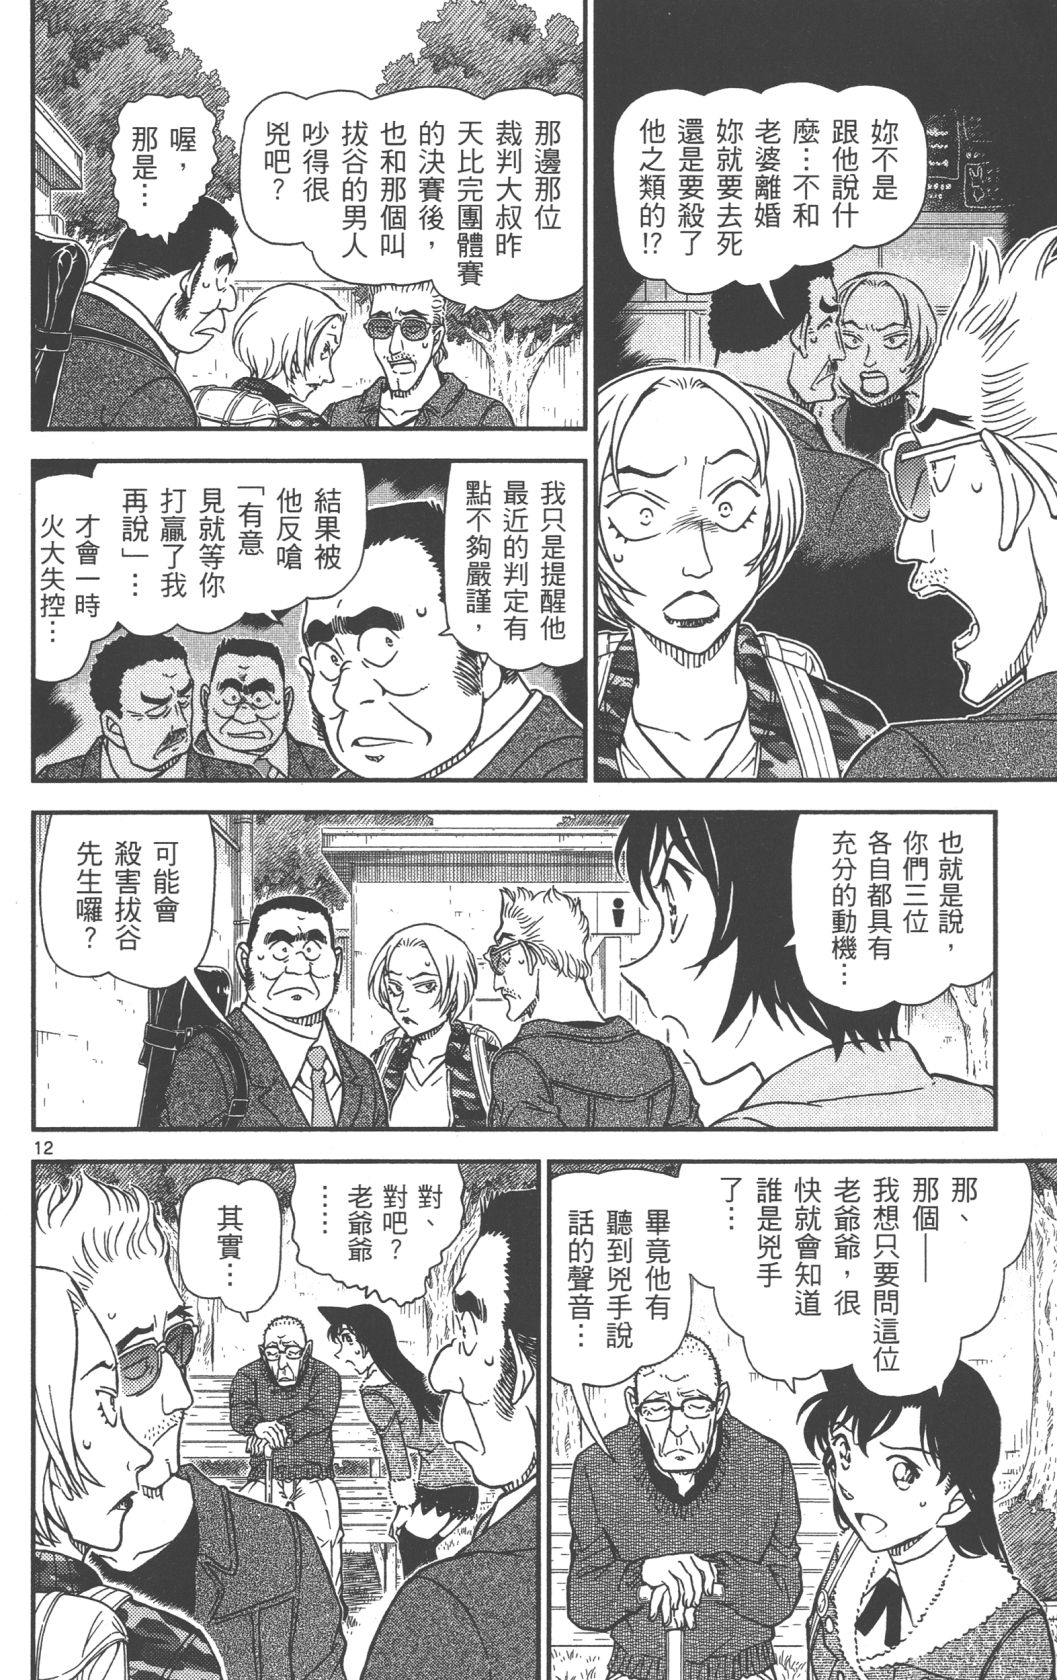 妳不是
跟他說什
麼…不和
老婆離婚
妳就要去死
還是要殺了
他之類的!?
那邊那位
裁判大叔昨
天比完團體賽
的決賽後，
也和那個叫
拔谷的男人
吵得很
兇吧？
喔，
那是…
我只是提醒他
最近的判定有
點不夠嚴謹，
結果被
他反嗆
「有意
見就等你
打贏了我
再說」…
才會一時
火大失控…
也就是說，
你們三位
各自都具有
充分的動機…
可能會
殺害拔谷
先生囉？
12
那、
那個——
我想只要問這位
老爺爺，很
快就會知道
誰是兇手
了…
畢竟他有
聽到兇手說
話的聲音…
對、
對吧？
老爺爺
……
其實…